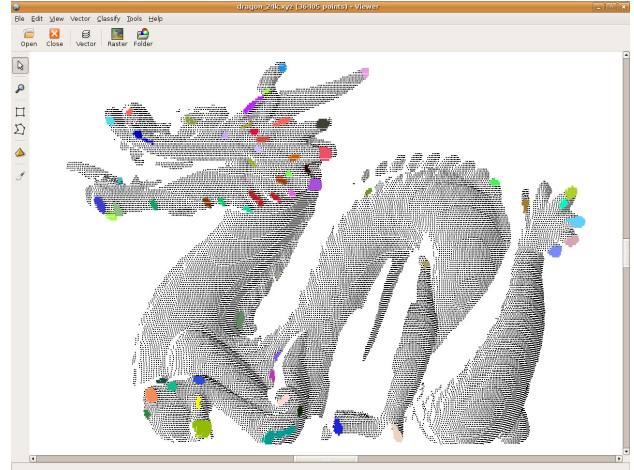 dragon_24k.xyz (36405 points) - Viewer
File Edit View Vector Classify Tools Help
Open Close Vector Raster Folder